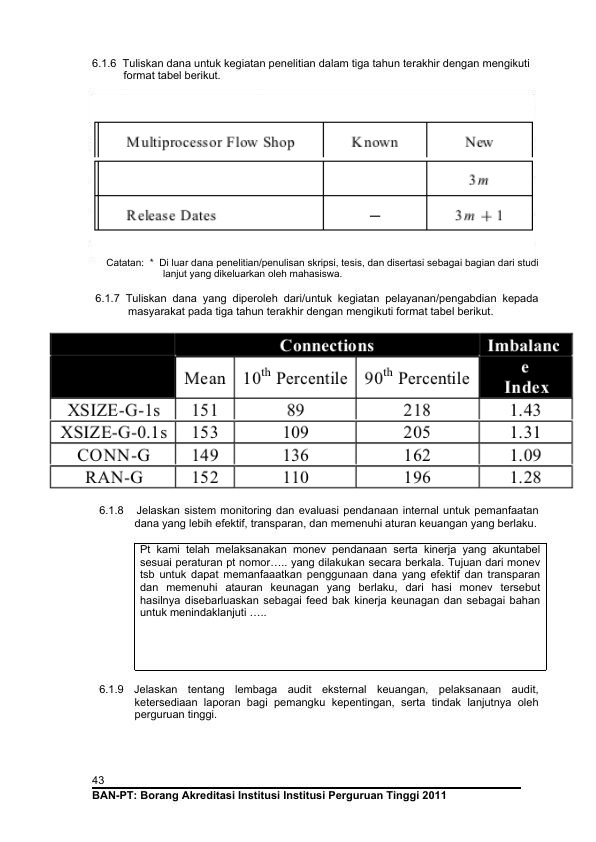 6.1.6 Tuliskan dana untuk kegiatan penelitian dalam tiga tahun terakhir dengan mengikuti
format tabel berikut.
Multiprocessor Flow Shop Known New
3m
Release Dates — 3m + 1
Catatan: * Di luar dana penelitian/penulisan skripsi, tesis, dan disertasi sebagai bagian dari studi
lanjut yang dikeluarkan oleh mahasiswa.
6.1.7 Tuliskan dana yang diperoleh dari/untuk kegiatan pelayanan/pengabdian kepada
masyarakat pada tiga tahun terakhir dengan mengikuti format tabel berikut.
Connections Imbalanc
e
Index
Mean 10th Percentile 90th Percentile
XSIZE-G-1s 151 89 218 1.43
XSIZE-G-0.1s 153 109 205 1.31
CONN-G 149 136 162 1.09
RAN-G 152 110 196 1.28
6.1.8 Jelaskan sistem monitoring dan evaluasi pendanaan internal untuk pemanfaatan
dana yang lebih efektif, transparan, dan memenuhi aturan keuangan yang berlaku.
Pt kami telah melaksanakan monev pendanaan serta kinerja yang akuntabel
sesuai peraturan pt nomor….. yang dilakukan secara berkala. Tujuan dari monev
tsb untuk dapat memanfaaatkan penggunaan dana yang efektif dan transparan
dan memenuhi atauran keunagan yang berlaku, dari hasi monev tersebut
hasilnya disebarluaskan sebagai feed bak kinerja keunagan dan sebagai bahan
untuk menindaklanjuti …..
6.1.9 Jelaskan tentang lembaga audit eksternal keuangan, pelaksanaan audit,
ketersediaan laporan bagi pemangku kepentingan, serta tindak lanjutnya oleh
perguruan tinggi.
43
BAN-PT: Borang Akreditasi Institusi Institusi Perguruan Tinggi 2011